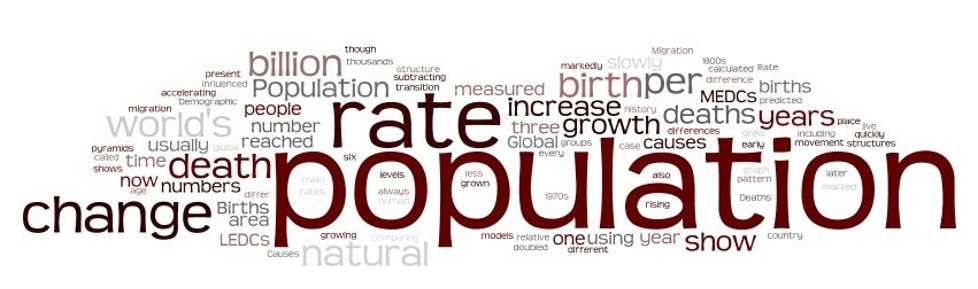 though
Migration
billion thousands markedly slowly 1800s
present structure calculated Rate
influenced Population subtracting difference
accelerating transition measured birth per births
Demographic MEDCs predicted
migration people rate increase history deaths years place
world's number three growth differences including live
usually reached Global groups case causes grew early movement quickly
pyramids global every structures
called time death six population
shows main levels less also graph later
now numbers grown pattern marked
age rates always 1970s Deaths
differ human rising
change Births
area
LEDCs growing comparing models relative one using year show country
Causes natural doubled different